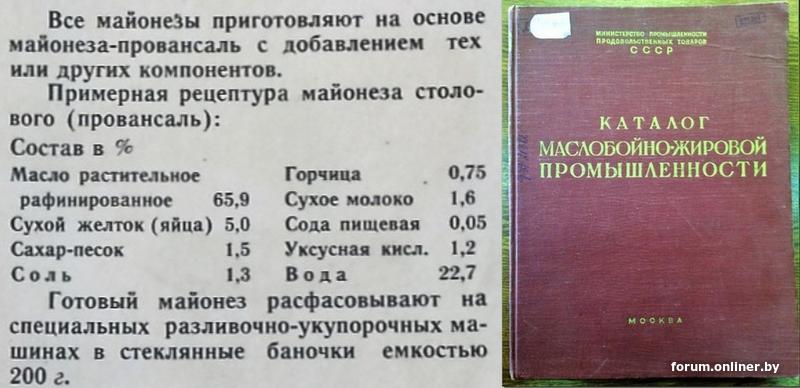 Все майонезы приготовляют на основе
майонеза-провансаль с добавлением тех
или других компонентов.
Примерная рецептура майонеза столо-
вого (провансаль):
Состав в %
Масло растительное
рафинированное 65,9
Сухой желток (яйца) 5,0
Сахар-песок 1,5
Соль 1,3
Горчица 0,75
Сухое молоко 1,6
Сода пищевая 0,05
Уксусная кисл. 1,2
Вода 22,7
Готовый майонез расфасовывают на
специальных разливочно-укупорочных ма-
шинах в стеклянные баночки емкостью
200 г.
МИНИСТЕРСТВО ПРОМЫШЛЕННОСТИ
ПРОДОВОЛЬСТВЕННЫХ ТОВАРОВ
СССР
КАТАЛОГ
МАСЛОБОЙНО-ЖИРОВОЙ
ПРОМЫШЛЕННОСТИ
МОСКВА
forum.onliner.by